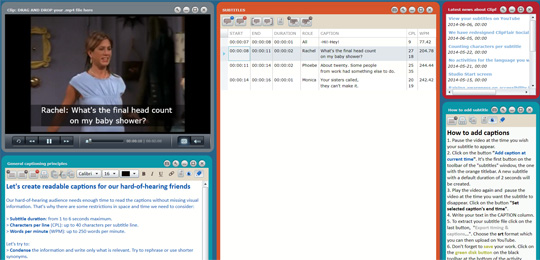 Clip: DRAG AND DROP your .mp4 file here
Rachel: What's the final head count
on my baby shower?
00:00:10
General captioning principles
Calibri
16
B I U
Let's create readable captions for our hard-of-hearing friends
Our hard-of-hearing audience needs enough time to read the captions without missing visual
information. That's why there are some restrictions in space and time we need to consider:
> Subtitle duration: from 1 to 6 seconds maximum.
> Characters per line (CPL): up to 40 characters per subtitle line.
> Words per minute (WPM): up to 250 words per minute.
Let's try to:
> Condense the information and write only what is relevant. Try to rephrase or use shorter
synonyms.
SUBTITLES
START END DURATION ROLE CAPTION CPL WPM
00:00:07 00:00:08 00:00:01 All -Hi! -Hey! 9 77.42
00:00:08 00:00:11 00:00:02 Rachel What's the final head count
on my baby shower? 27
19 204.78
00:00:11 00:00:14 00:00:03 Phoebe About twenty. Some people
from work had something else to do. 25
35 244.44
00:00:14 00:00:16 00:00:01 Monica Your sisters called,
they can't make it. 20
19 242.42
Latest news about ClipF
View your subtitles on YouTube
2014-06-06, 00:00
We have redesigned ClipFlair Social
2014-06-05, 00:00
Counting characters per subtitle
2014-05-22, 00:00
No activities for the language you w
2014-05-21, 00:00
Studio Start screen
2014-05-15, 00:00
How to add subtitle
How to add captions
1. Pause the video at the time you wish
your subtitle to appear.
2. Click on the button "Add caption at
current time". It's the first button on the
toolbar of the "subtitles" window, the one
with the orange titlebar. A new subtitle
with a default duration of 2 seconds will
be created.
3. Play the video again and pause the
video at the time you want the subtitle to
disappear. Click on the button "Set
selected caption's end time".
4. Write your text in the CAPTION column.
5. To extract your subtitle file click on the
last button, "Export timing &
captions...". Choose the srt format which
you can then upload on YouTube.
6. Don't forget to save your work. Click on
the green disk button on the black
toolbar at the bottom of the activity.